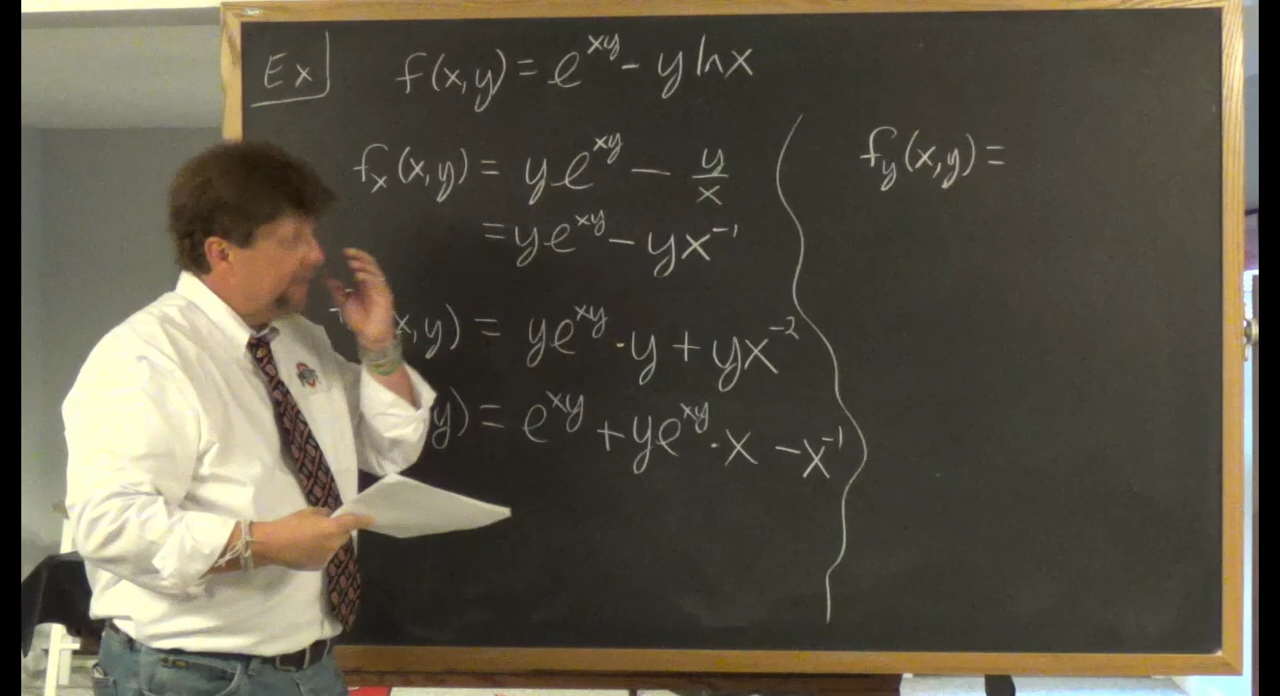 Ex f(x,y) = e^{xy} - y ln x
f_x(x,y) = ye^{xy} - \frac{y}{x}
= ye^{xy} - yx^{-1}
x,y) = ye^{xy} · y + yx^{-2}
y) = e^{xy} + ye^{xy} · x - x^{-1}
f_y(x,y) =